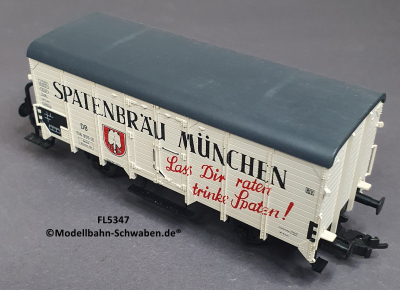 SPATENBRÄU MÜNCHEN
DB
Lass Dir raten
trinke Spaten!
FL5347
©Modellbahn-Schwaben.de®